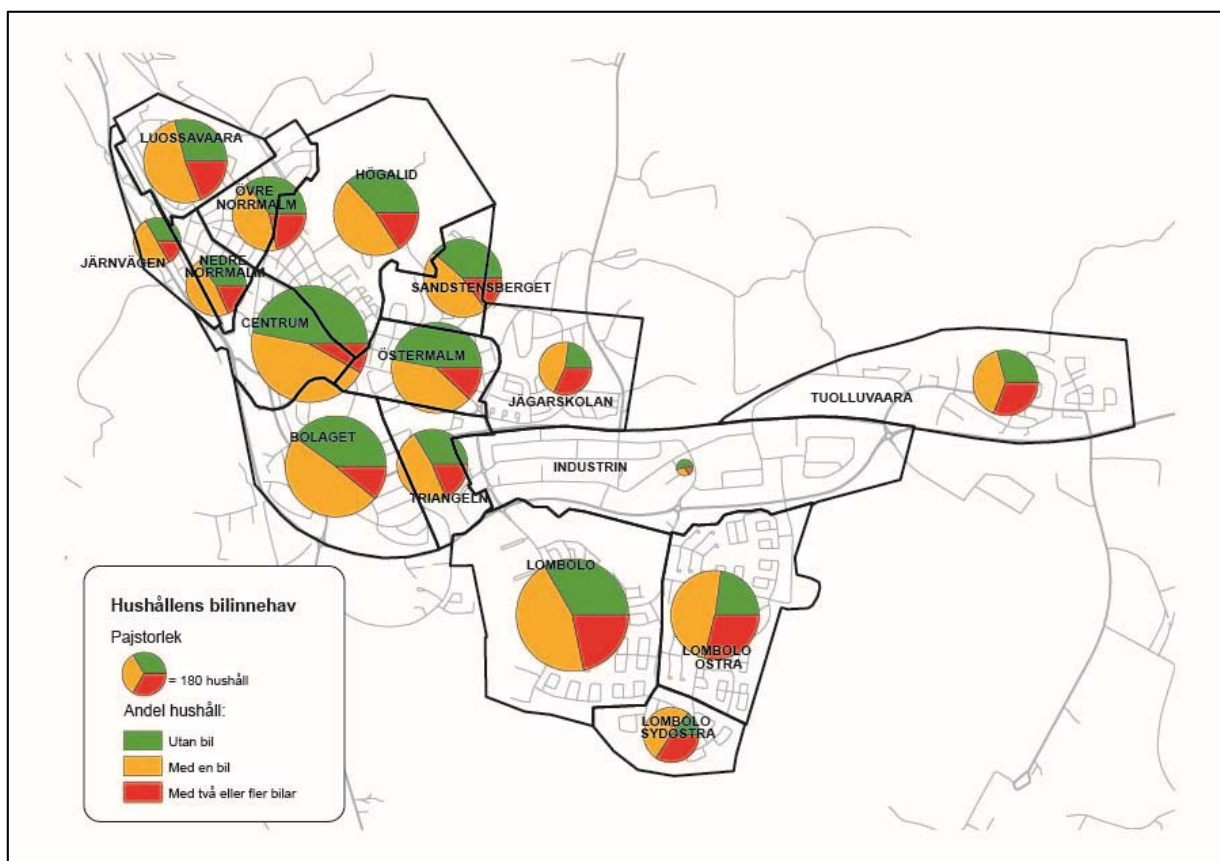 LUOSSAVAARA
ÖVRE
NORRMALM
HÖGALID
JÄRNVÄGEN
NEDRE
NORRMALM
SANDSTENSBERGET
CENTRUM
ÖSTERMALM
JÄGARSKOLAN
TUOLLUVAARA
BOLAGET
TRIANGELN
INDUSTRIN
LOMBOLO
LOMBOLO
ÖSTRA
LOMBOLO
SYDÖSTRA
Hushållens bilinnehav
Pajstorlek
= 180 hushåll
Andel hushåll:
Utan bil
Med en bil
Med två eller fler bilar